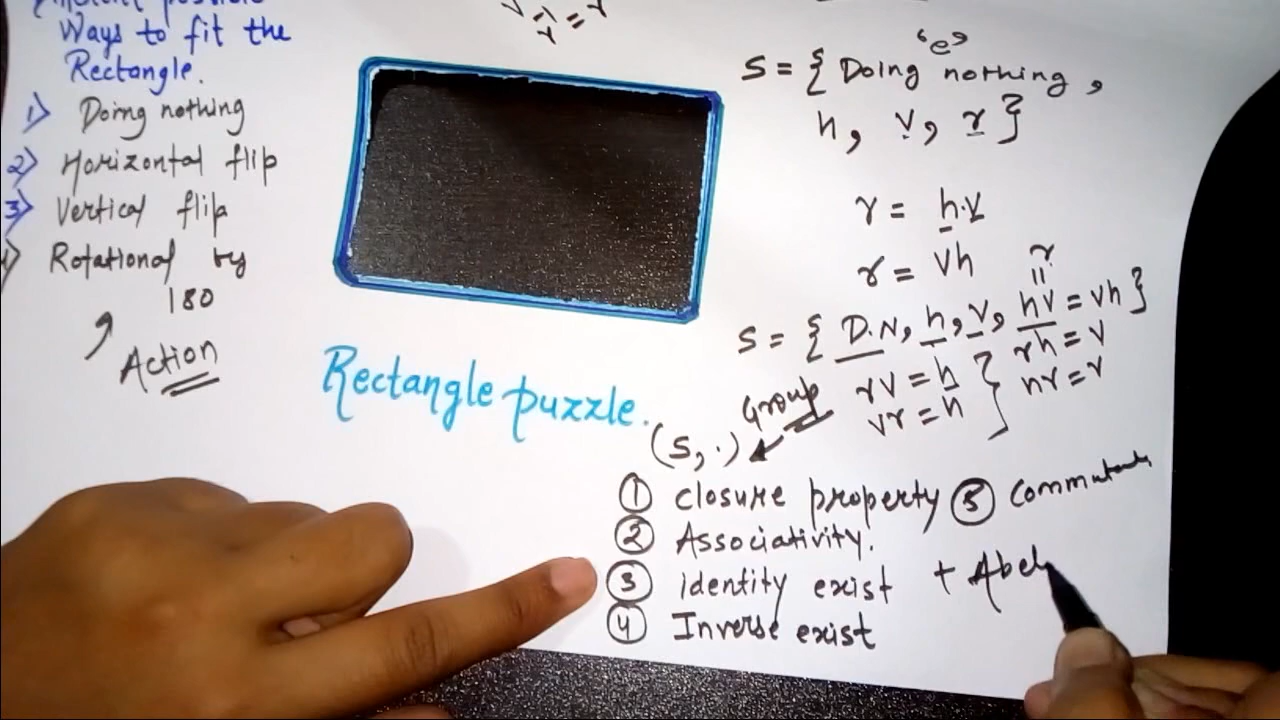 Ways to fit the
Rectangle.
1) Doing nothing
2) Horizontal flip
3) Vertical flip
Rotational by
180
Action
Rectangle puzzle.
'e'
S = { Doing nothing ,
h, v, r }
r = h.v
r = vh
r
=
S = { D.N, h, v, hv = vh }
rv = h } rh = v
vr = h
Group
(S, .)
① closure property ⑤
② Associativity.
③ identity exist + Abel
④ Inverse exist